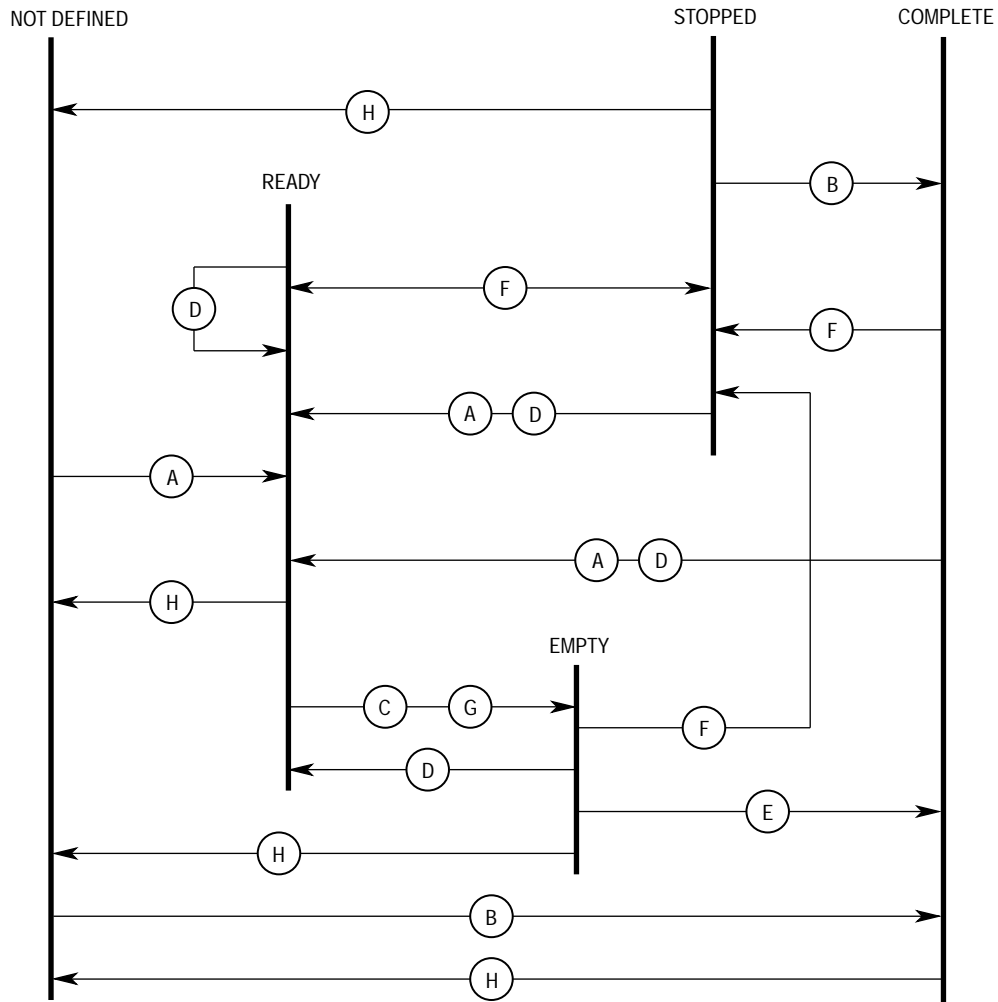 NOT DEFINED STOPPED COMPLETE
H
B
READY
F
D
F
A D
A
A D
H
EMPTY
C G
F
D
E
H
B
H